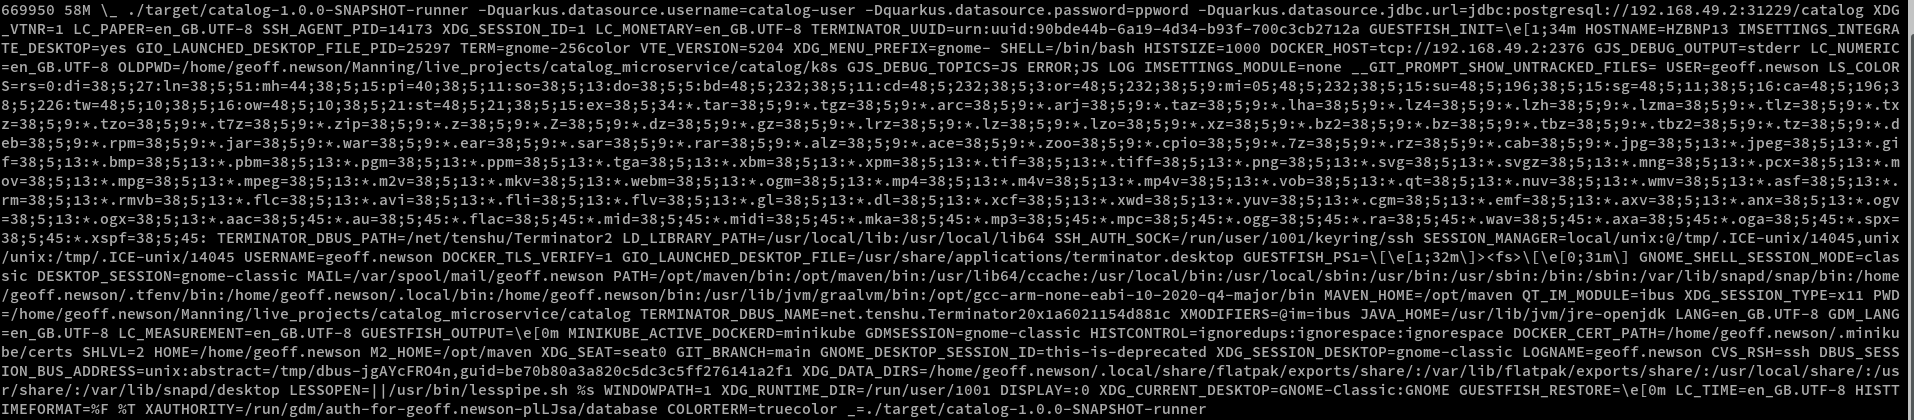 669950 58M \_ ./target/catalog-1.0.0-SNAPSHOT-runner -Dquarkus.datasource.username=catalog-user -Dquarkus.datasource.password=ppword -Dquarkus.datasource.jdbc.url=jdbc:postgresql://192.168.49.2:31229/catalog XDG
_VTNR=1 LC_PAPER=en_GB.UTF-8 SSH_AGENT_PID=14173 XDG_SESSION_ID=1 LC_MONETARY=en_GB.UTF-8 TERMINATOR_UUID=urn:uuid:90bde44b-6a19-4d34-b93f-700c3cb2712a GUESTFISH_INIT=\e[1;34m HOSTNAME=HZBNP13 IMSETTINGS_INTEGRA
TE_DESKTOP=yes GIO_LAUNCHED_DESKTOP_FILE_PID=25297 TERM=gnome-256color VTE_VERSION=5204 XDG_MENU_PREFIX=gnome- SHELL=/bin/bash HISTSIZE=1000 DOCKER_HOST=tcp://192.168.49.2:2376 GJS_DEBUG_OUTPUT=stderr LC_NUMERIC
=en_GB.UTF-8 OLDPWD=/home/geoff.newson/Manning/live_projects/catalog_microservice/catalog/k8s GJS_DEBUG_TOPICS=JS ERROR;JS LOG IMSETTINGS_MODULE=none __GIT_PROMPT_SHOW_UNTRACKED_FILES= USER=geoff.newson LS_COLOR
S=rs=0:di=38;5;27:ln=38;5;51:mh=44;38;5;15:pi=40;38;5;11:so=38;5;13:do=38;5;5:bd=48;5;232;38;5;11:cd=48;5;232;38;5;3:or=48;5;232;38;5;9:mi=05;48;5;232;38;5;15:su=48;5;196;38;5;15:sg=48;5;11;38;5;16:ca=48;5;196;3
8;5;226:tw=48;5;10;38;5;16:ow=48;5;10;38;5;21:st=48;5;21;38;5;15:ex=38;5;34:*.tar=38;5;9:*.tgz=38;5;9:*.arc=38;5;9:*.arj=38;5;9:*.taz=38;5;9:*.lha=38;5;9:*.lz4=38;5;9:*.lzh=38;5;9:*.lzma=38;5;9:*.tlz=38;5;9:*.tx
z=38;5;9:*.tzo=38;5;9:*.t7z=38;5;9:*.zip=38;5;9:*.z=38;5;9:*.Z=38;5;9:*.dz=38;5;9:*.gz=38;5;9:*.lrz=38;5;9:*.lz=38;5;9:*.lzo=38;5;9:*.xz=38;5;9:*.bz2=38;5;9:*.bz=38;5;9:*.tbz=38;5;9:*.tbz2=38;5;9:*.tz=38;5;9:*.d
eb=38;5;9:*.rpm=38;5;9:*.jar=38;5;9:*.war=38;5;9:*.ear=38;5;9:*.sar=38;5;9:*.rar=38;5;9:*.alz=38;5;9:*.ace=38;5;9:*.zoo=38;5;9:*.cpio=38;5;9:*.7z=38;5;9:*.rz=38;5;9:*.cab=38;5;9:*.jpg=38;5;13:*.jpeg=38;5;13:*.gi
f=38;5;13:*.bmp=38;5;13:*.pbm=38;5;13:*.pgm=38;5;13:*.ppm=38;5;13:*.tga=38;5;13:*.xbm=38;5;13:*.xpm=38;5;13:*.tif=38;5;13:*.tiff=38;5;13:*.png=38;5;13:*.svg=38;5;13:*.svgz=38;5;13:*.mng=38;5;13:*.pcx=38;5;13:*.m
ov=38;5;13:*.mpg=38;5;13:*.mpeg=38;5;13:*.m2v=38;5;13:*.mkv=38;5;13:*.webm=38;5;13:*.ogm=38;5;13:*.mp4=38;5;13:*.m4v=38;5;13:*.mp4v=38;5;13:*.vob=38;5;13:*.qt=38;5;13:*.nuv=38;5;13:*.wmv=38;5;13:*.asf=38;5;13:*.
rm=38;5;13:*.rmvb=38;5;13:*.flc=38;5;13:*.avi=38;5;13:*.fli=38;5;13:*.flv=38;5;13:*.gl=38;5;13:*.dl=38;5;13:*.xcf=38;5;13:*.xwd=38;5;13:*.yuv=38;5;13:*.cgm=38;5;13:*.emf=38;5;13:*.axv=38;5;13:*.anx=38;5;13:*.ogv
=38;5;13:*.ogx=38;5;13:*.aac=38;5;45:*.au=38;5;45:*.flac=38;5;45:*.mid=38;5;45:*.midi=38;5;45:*.mka=38;5;45:*.mp3=38;5;45:*.mpc=38;5;45:*.ogg=38;5;45:*.ra=38;5;45:*.wav=38;5;45:*.axa=38;5;45:*.oga=38;5;45:*.spx=
38;5;45:*.xspf=38;5;45: TERMINATOR_DBUS_PATH=/net/tenshu/Terminator2 LD_LIBRARY_PATH=/usr/local/lib:/usr/local/lib64 SSH_AUTH_SOCK=/run/user/1001/keyring/ssh SESSION_MANAGER=local/unix:@/tmp/.ICE-unix/14045,unix
/unix:/tmp/.ICE-unix/14045 USERNAME=geoff.newson DOCKER_TLS_VERIFY=1 GIO_LAUNCHED_DESKTOP_FILE=/usr/share/applications/terminator.desktop GUESTFISH_PS1=\[\e[1;32m\]><fs>\[\e[0;31m\] GNOME_SHELL_SESSION_MODE=clas
sic DESKTOP_SESSION=gnome-classic MAIL=/var/spool/mail/geoff.newson PATH=/opt/maven/bin:/opt/maven/bin:/usr/lib64/ccache:/usr/local/bin:/usr/local/sbin:/usr/bin:/usr/sbin:/bin:/sbin:/var/lib/snapd/snap/bin:/home
/geoff.newson/.tfenv/bin:/home/geoff.newson/.local/bin:/home/geoff.newson/bin:/usr/lib/jvm/graalvm/bin:/opt/gcc-arm-none-eabi-10-2020-q4-major/bin MAVEN_HOME=/opt/maven QT_IM_MODULE=ibus XDG_SESSION_TYPE=x11 PWD
=/home/geoff.newson/Manning/live_projects/catalog_microservice/catalog TERMINATOR_DBUS_NAME=net.tenshu.Terminator20x1a6021154d881c XMODIFIERS=@im=ibus JAVA_HOME=/usr/lib/jvm/jre-openjdk LANG=en_GB.UTF-8 GDM_LANG
=en_GB.UTF-8 LC_MEASUREMENT=en_GB.UTF-8 GUESTFISH_OUTPUT=\e[0m MINIKUBE_ACTIVE_DOCKERD=minikube GDMSESSION=gnome-classic HISTCONTROL=ignoredups:ignorespace:ignorespace DOCKER_CERT_PATH=/home/geoff.newson/.miniku
be/certs SHLVL=2 HOME=/home/geoff.newson M2_HOME=/opt/maven XDG_SEAT=seat0 GIT_BRANCH=main GNOME_DESKTOP_SESSION_ID=this-is-deprecated XDG_SESSION_DESKTOP=gnome-classic LOGNAME=geoff.newson CVS_RSH=ssh DBUS_SESS
ION_BUS_ADDRESS=unix:abstract=/tmp/dbus-jgAYcFRO4n,guid=be70b80a3a820c5dc3c5ff276141a2f1 XDG_DATA_DIRS=/home/geoff.newson/.local/share/flatpak/exports/share/:/var/lib/flatpak/exports/share/:/usr/local/share/:/us
r/share/:/var/lib/snapd/desktop LESSOPEN=||/usr/bin/lesspipe.sh %s WINDOWPATH=1 XDG_RUNTIME_DIR=/run/user/1001 DISPLAY=:0 XDG_CURRENT_DESKTOP=GNOME-Classic:GNOME GUESTFISH_RESTORE=\e[0m LC_TIME=en_GB.UTF-8 HISTT
IMEFORMAT=%F %T XAUTHORITY=/run/gdm/auth-for-geoff.newson-plLJsa/database COLORTERM=truecolor _=./target/catalog-1.0.0-SNAPSHOT-runner